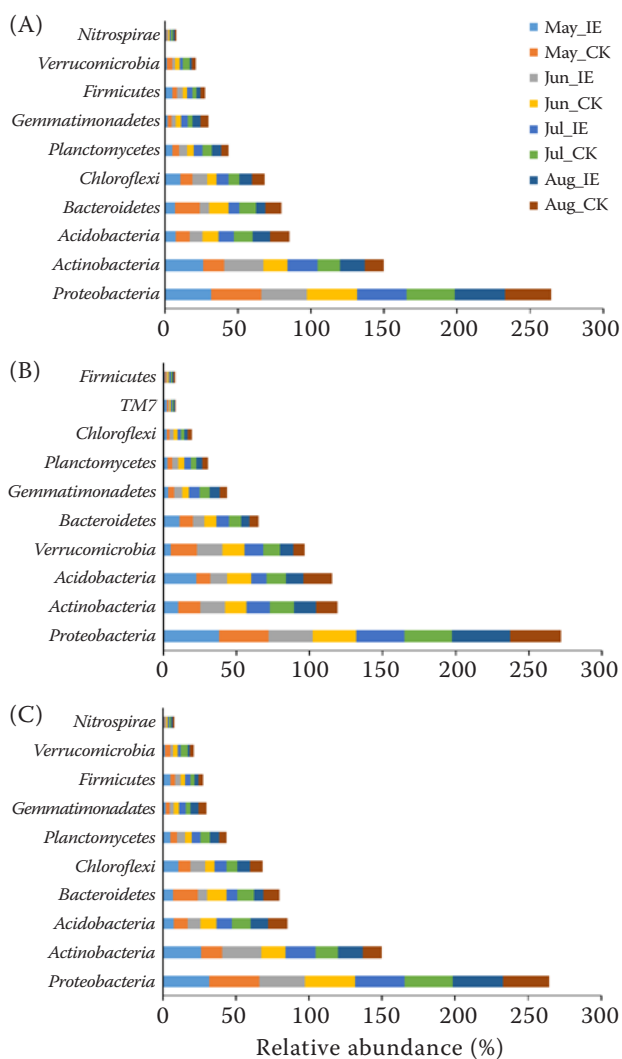 (A)
Nitrospirae
Verrucomicrobia
Firmicutes
Gemmatimonadetes
Planctomycetes
Chloroflexi
Bacteroidetes
Acidobacteria
Actinobacteria
Proteobacteria
0 50 100 150 200 250 300
May_IE
May_CK
Jun_IE
Jun_CK
Jul_IE
Jul_CK
Aug_IE
Aug_CK
(B)
Firmicutes
TM7
Chloroflexi
Planctomycetes
Gemmatimonadetes
Bacteroidetes
Verrucomicrobia
Acidobacteria
Actinobacteria
Proteobacteria
0 50 100 150 200 250 300
(C)
Nitrospirae
Verrucomicrobia
Firmicutes
Gemmatimonadates
Planctomycetes
Chloroflexi
Bacteroidetes
Acidobacteria
Actinobacteria
Proteobacteria
0 50 100 150 200 250 300
Relative abundance (%)